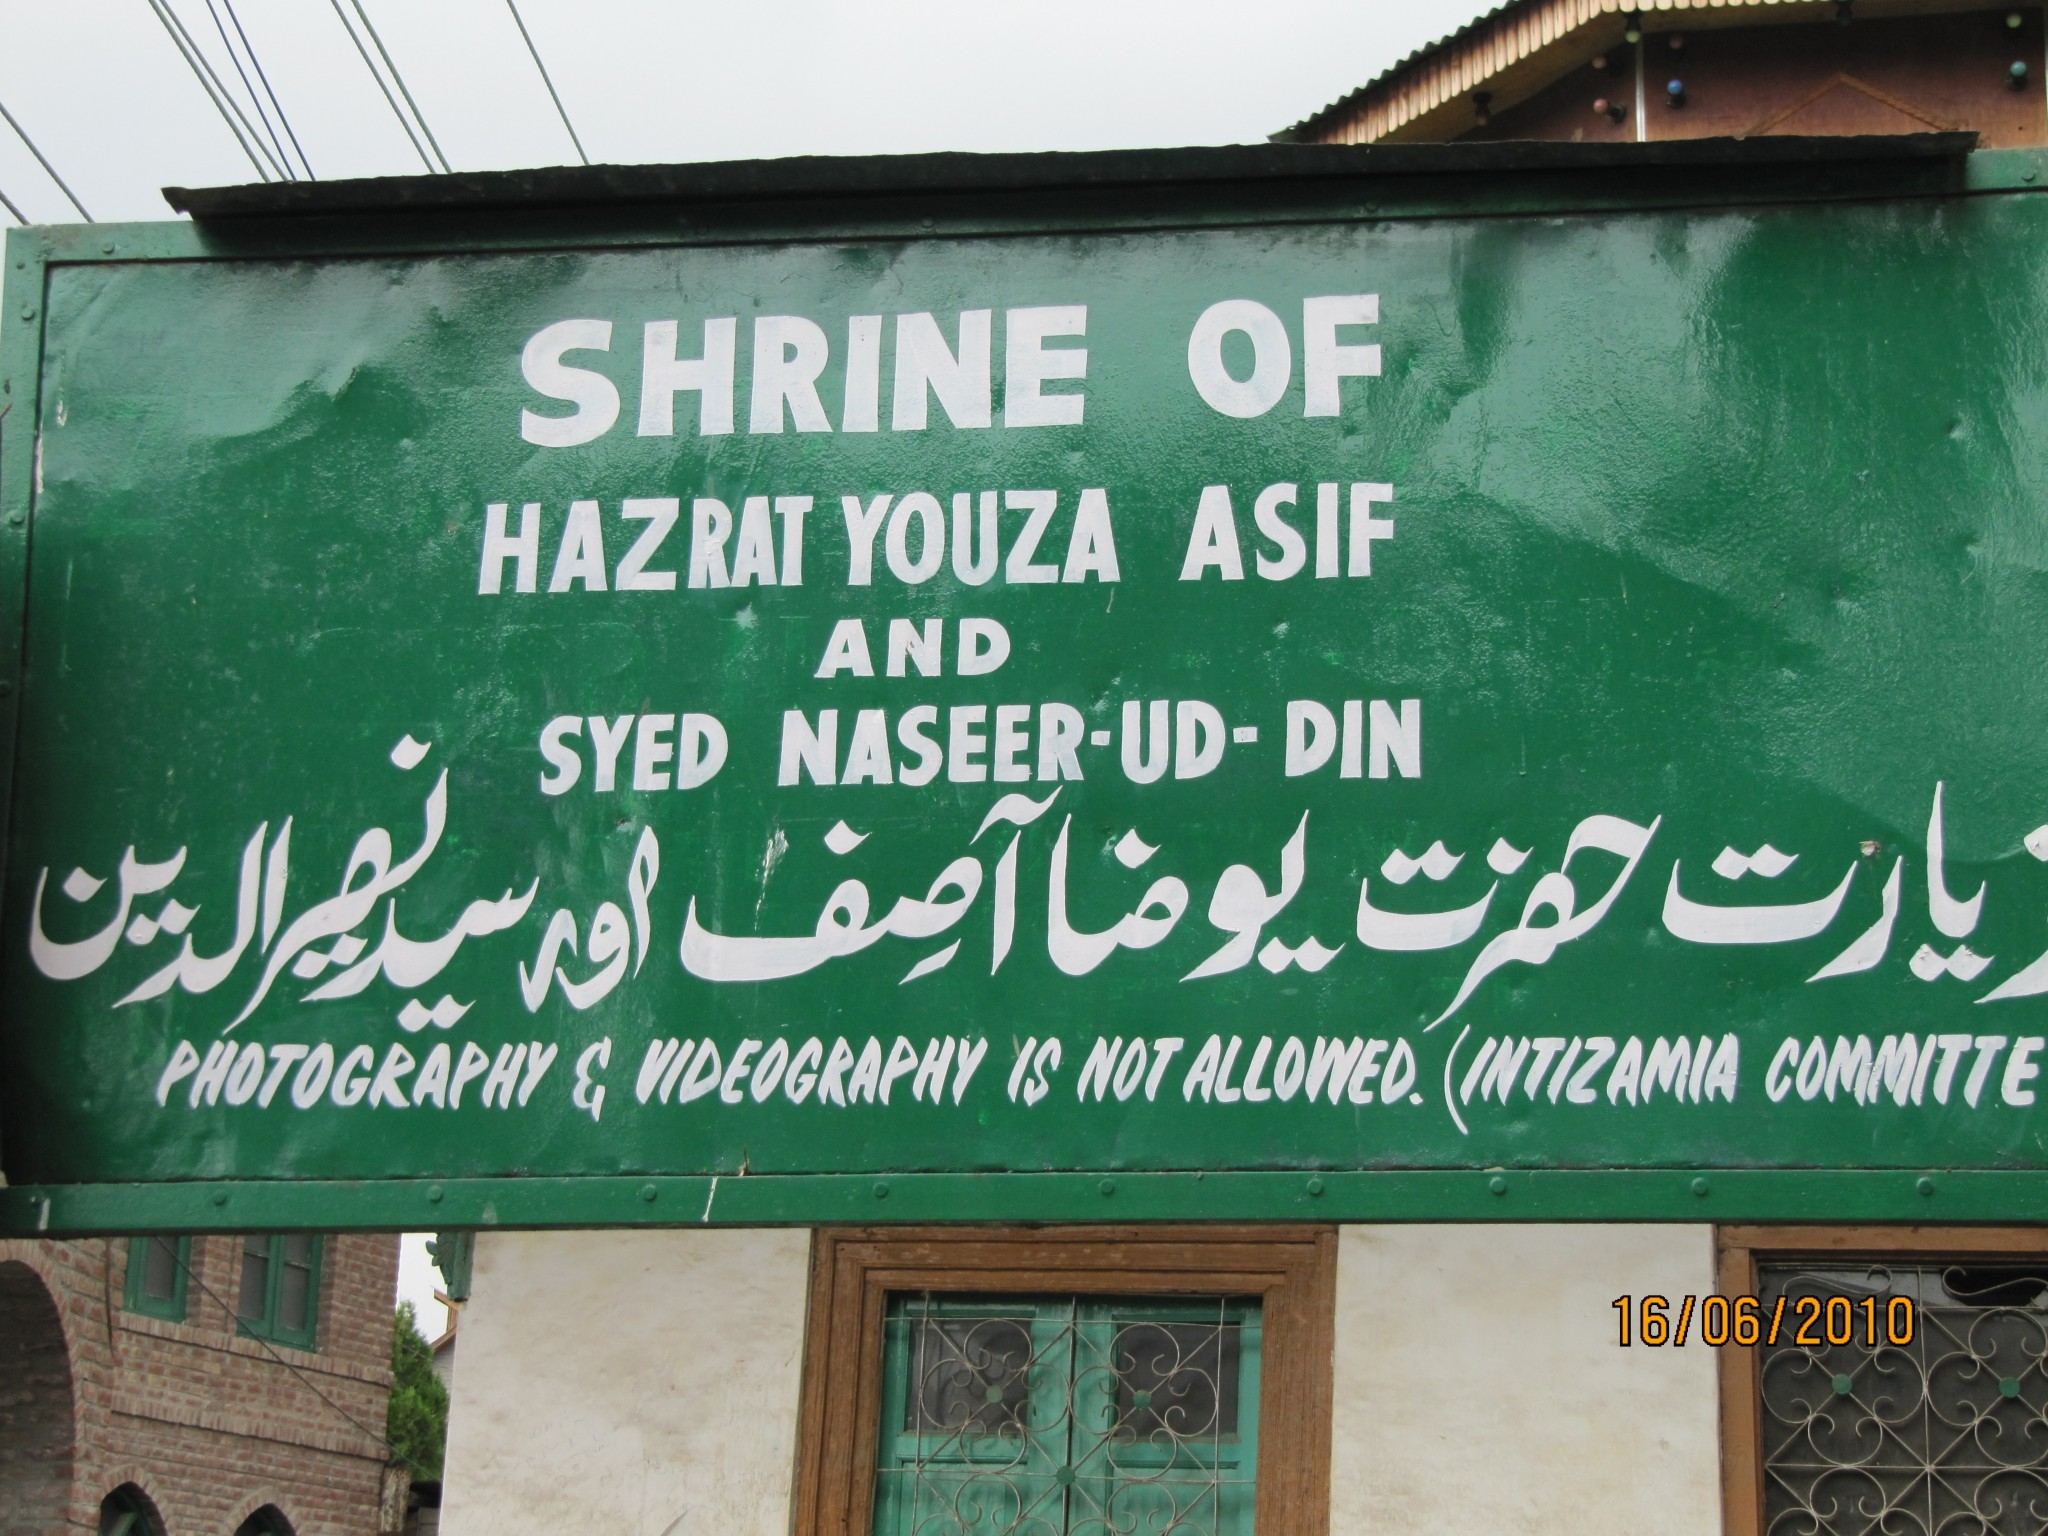 SHRINE OF
HAZRAT YOUZA ASIF
AND
SYED NASEER-UD-DIN
زیارت حضرت یوضا آصِف اور سید نصیر الدین
PHOTOGRAPHY & VIDEOGRAPHY IS NOT ALLOWED. (INTIZAMIA COMMITTE
16/06/2010